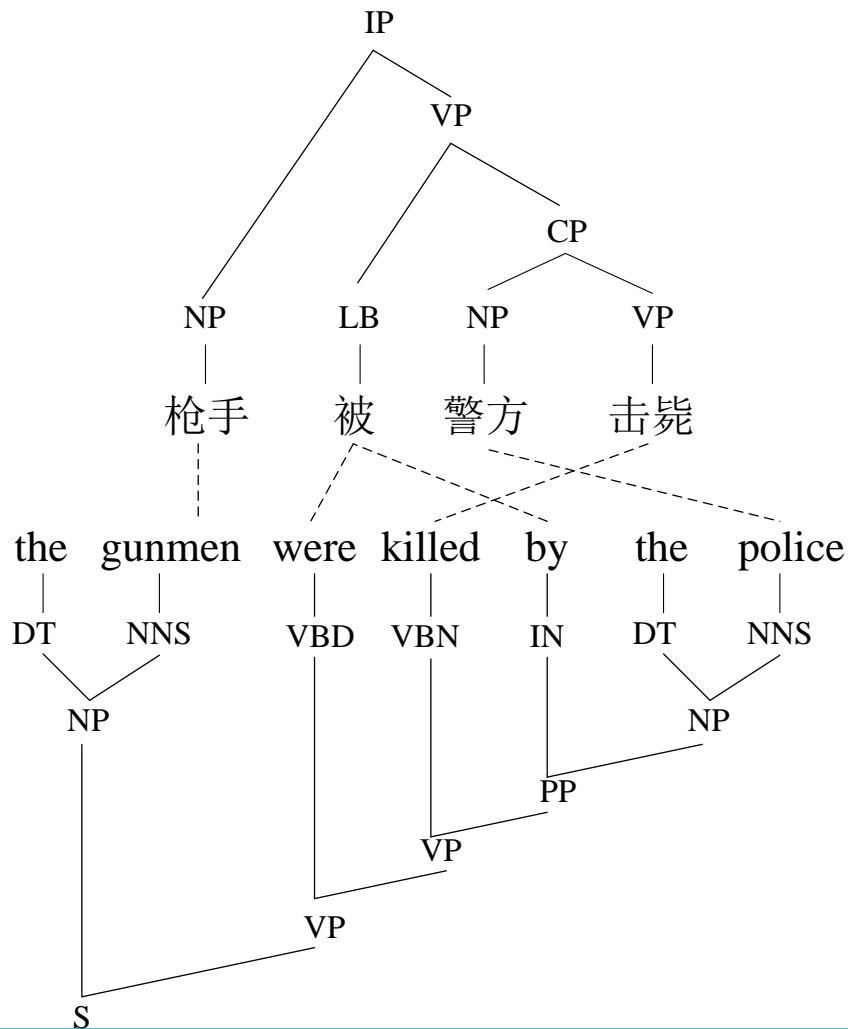 IP
VP
CP
NP LB NP VP
枪手 被 警方 击毙
the gunmen were killed by the police
DT NNS VBD VBN IN DT NNS
NP NP
PP
VP
VP
S